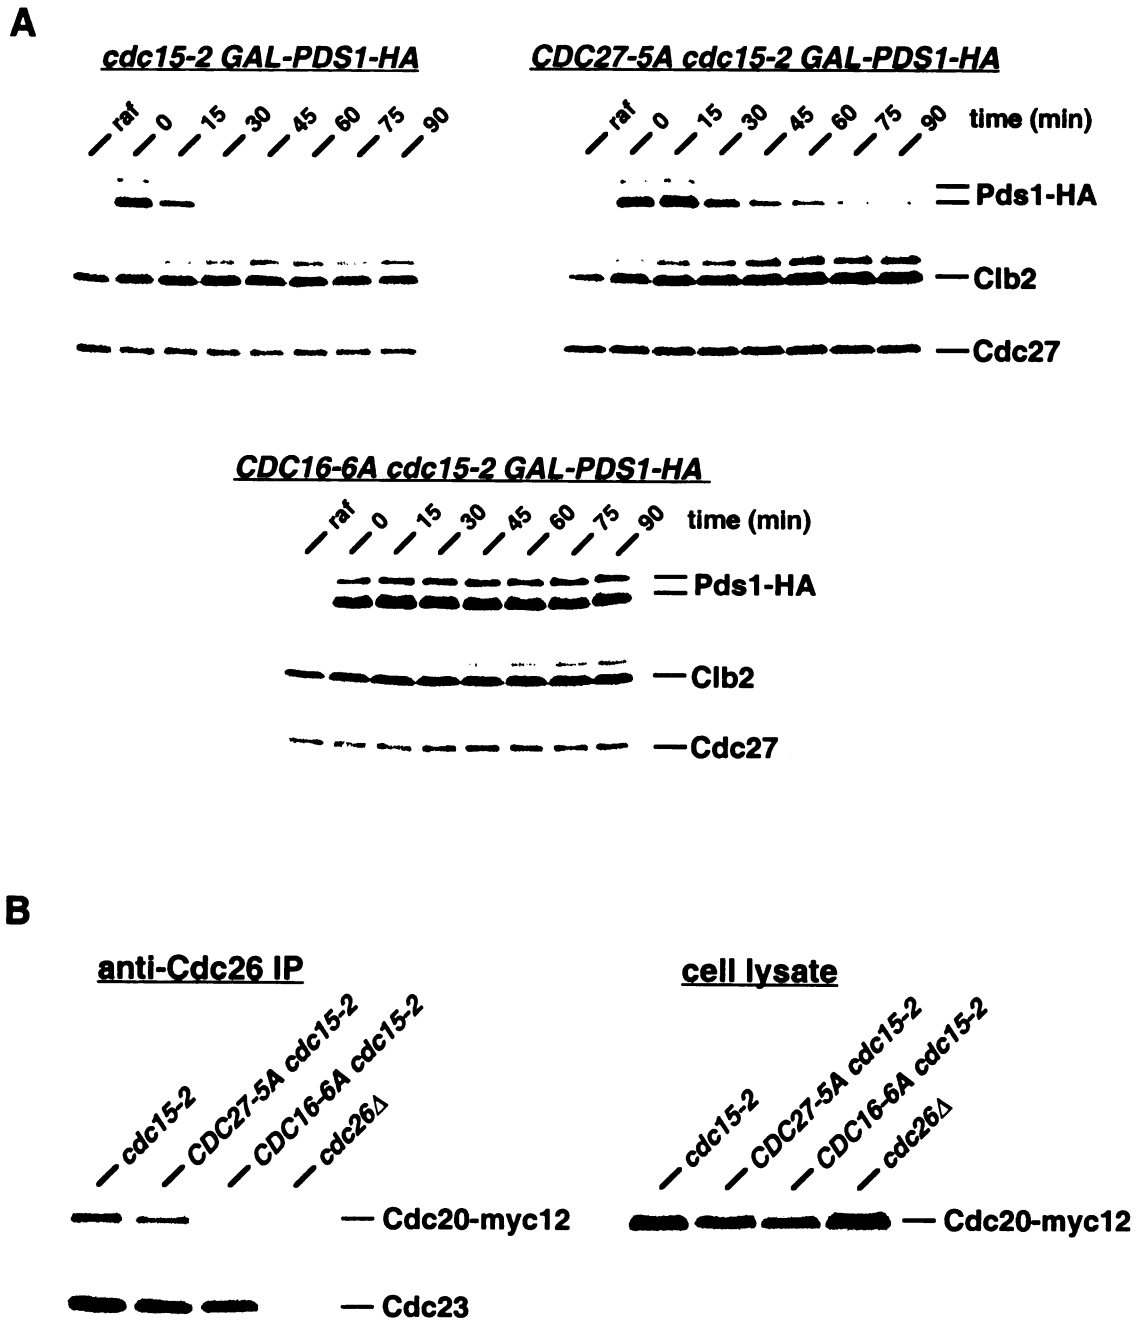 A
cdc15-2 GAL-PDS1-HA
CDC27-5A cdc15-2 GAL-PDS1-HA
raf 0 15 30 45 60 75 90
raf 0 15 30 45 60 75 90 time (min)
Pds1-HA
Clb2
Cdc27
CDC16-6A cdc15-2 GAL-PDS1-HA
raf 0 15 30 45 60 75 90 time (min)
Pds1-HA
Clb2
Cdc27
B
anti-Cdc26 IP
cell lysate
cdc15-2
CDC27-5A cdc15-2
CDC16-6A cdc15-2
cdc26Δ
cdc15-2
CDC27-5A cdc15-2
CDC16-6A cdc15-2
cdc26Δ
Cdc20-myc12
Cdc20-myc12
Cdc23